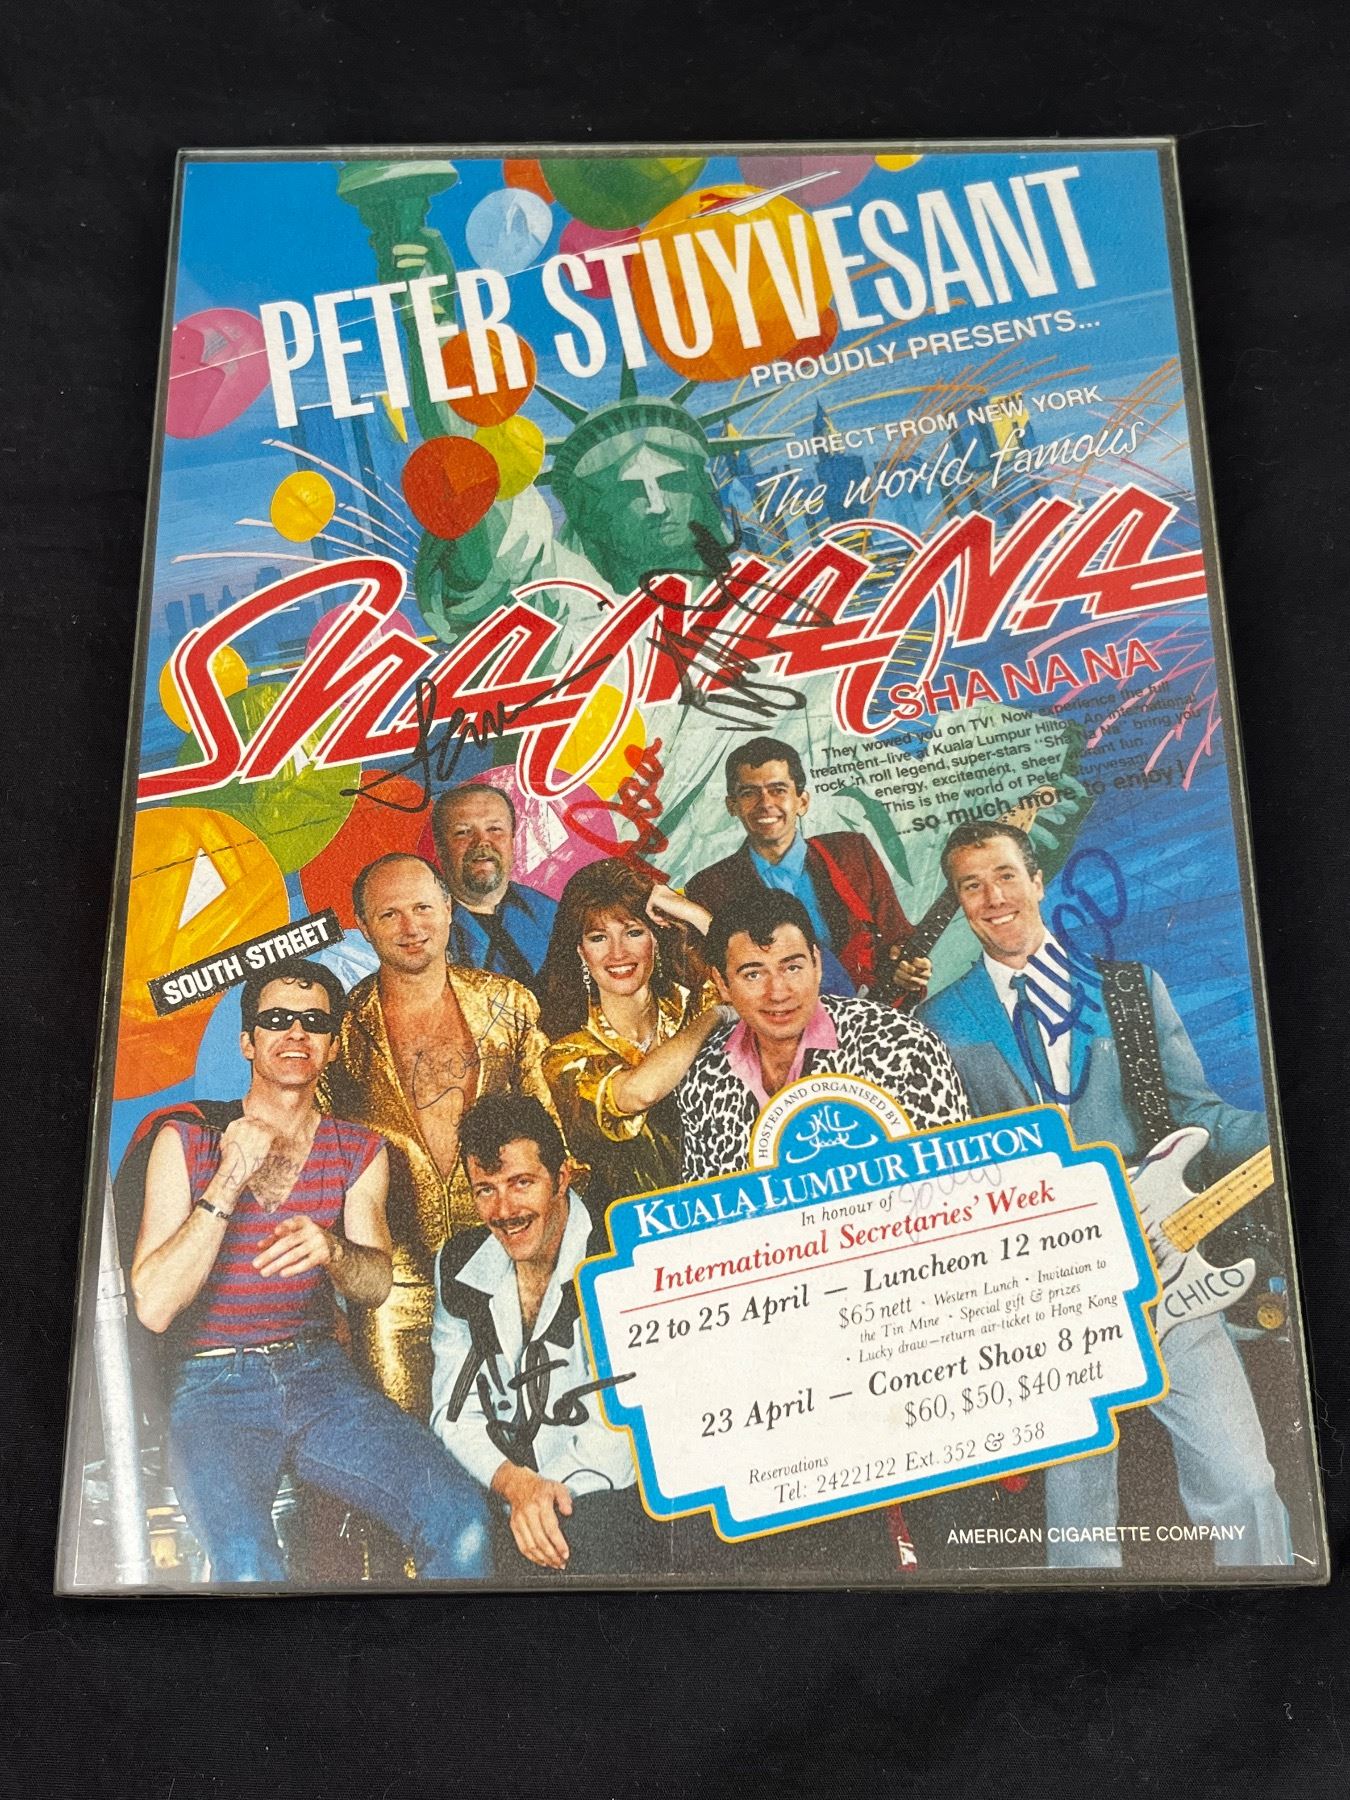 PETER STUYVESANT
PROUDLY PRESENTS...
DIRECT FROM NEW YORK
The world famous
SHA NA NA
SHA NA NA
They wowed you on TV! Now experience the full
treatment-live at Kuala Lumpur Hilton. An international
rock 'n roll legend, super-stars "Sha Na Na" bring you
energy, excitement, sheer vibrant fun...
This is the world of Peter Stuyvesant
...so much more to enjoy!
SOUTH STREET
CHICO
HOSTED AND ORGANISED BY
KUALA LUMPUR HILTON
In honour of
International Secretaries' Week
22 to 25 April — Luncheon 12 noon
$65 nett • Western Lunch • Invitation to
the Tin Mine • Special gift & prizes
• Lucky draw—return air-ticket to Hong Kong
23 April — Concert Show 8 pm
$60, $50, $40 nett
Reservations
Tel: 2422122 Ext. 352 & 358
CHICO
AMERICAN CIGARETTE COMPANY